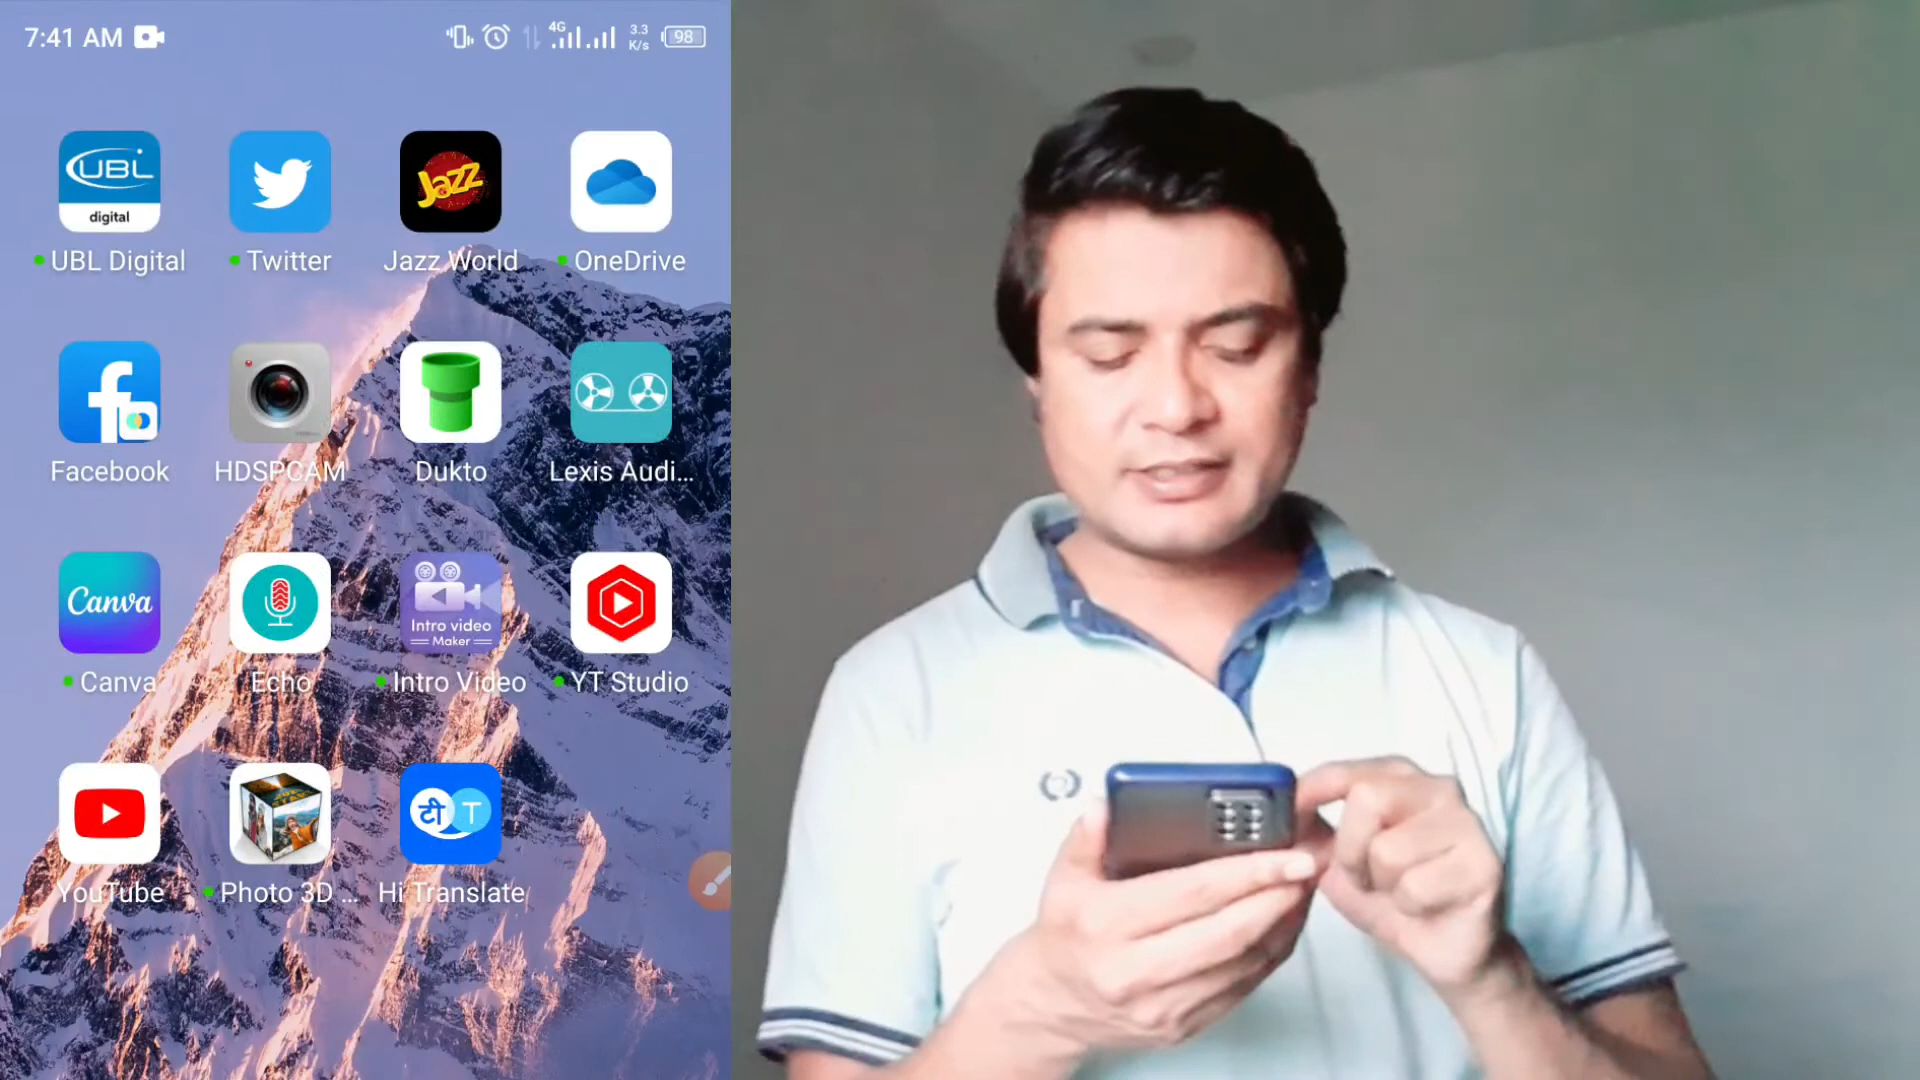 7:41 AM 4G 3.3 K/s 98
UBL
digital
Jazz
UBL Digital Twitter Jazz World OneDrive
Facebook HDSPCAM Dukto Lexis Audi...
Canva
Intro video
Maker
Canva Echo Intro Video YT Studio
टी T
YouTube Photo 3D ... Hi Translate